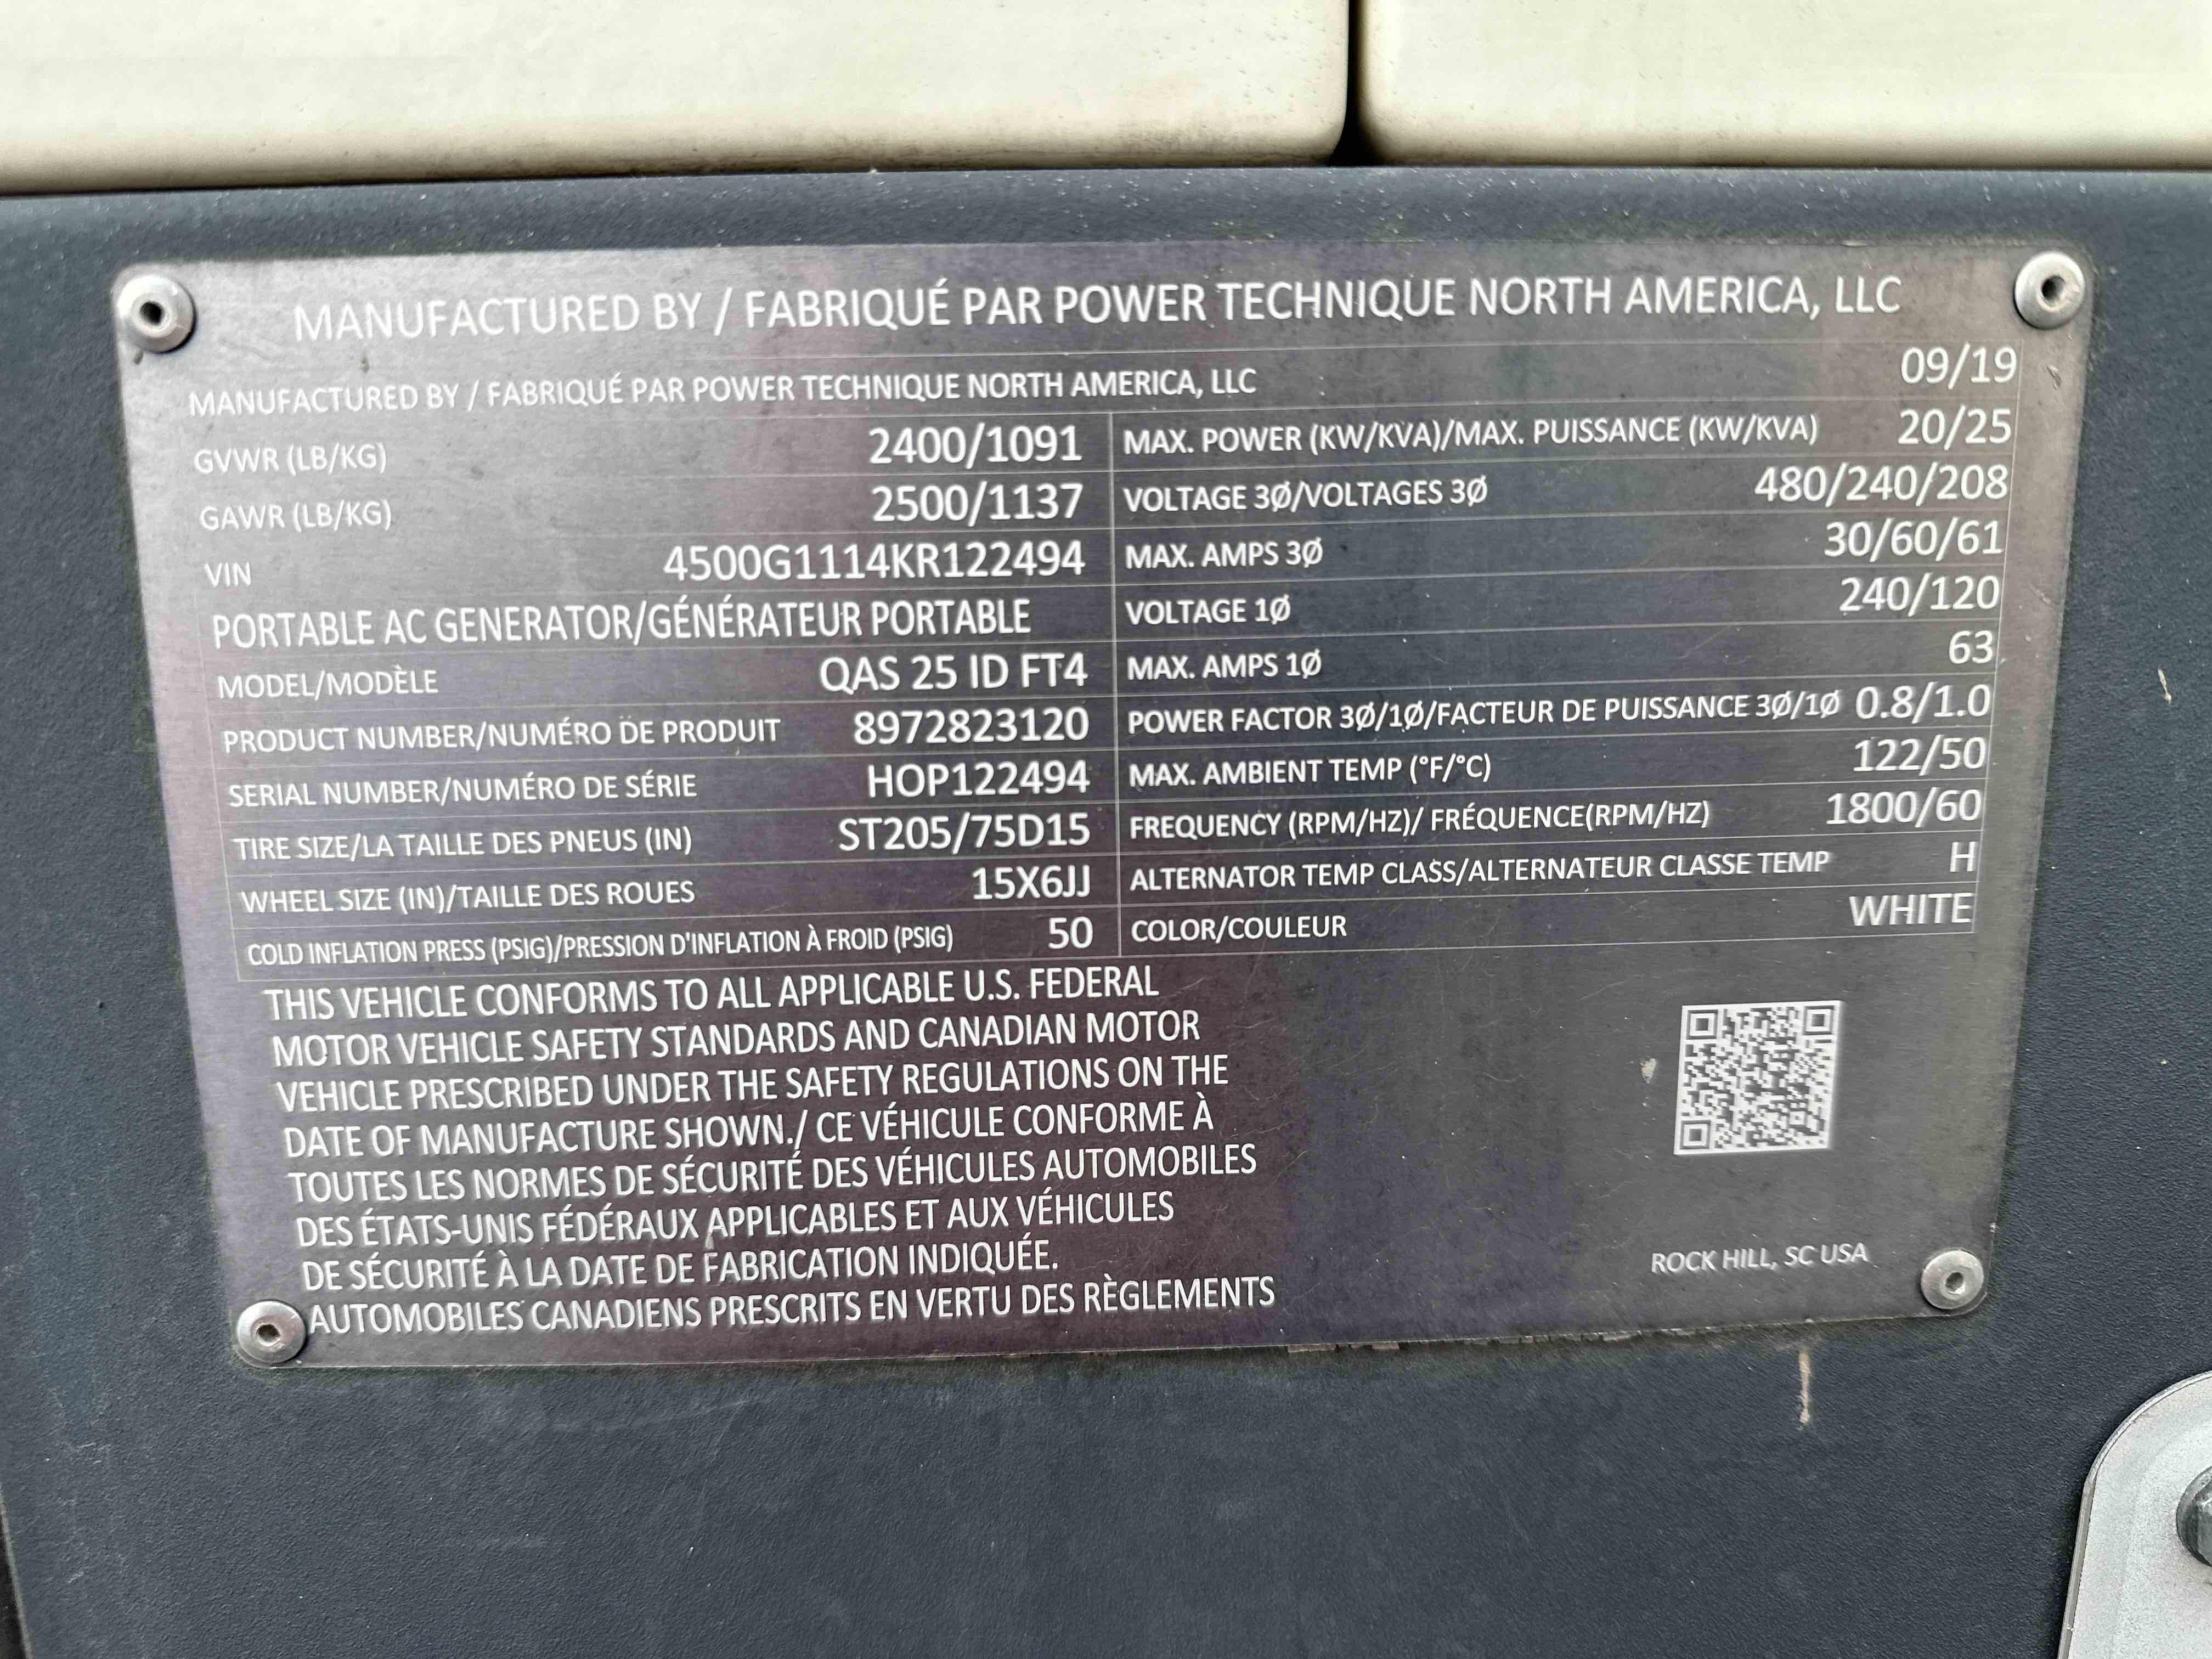 MANUFACTURED BY / FABRIQUÉ PAR POWER TECHNIQUE NORTH AMERICA, LLC
MANUFACTURED BY / FABRIQUÉ PAR POWER TECHNIQUE NORTH AMERICA, LLC 09/19
GVWR (LB/KG) 2400/1091
GAWR (LB/KG) 2500/1137
VIN 4500G1114KR122494
PORTABLE AC GENERATOR/GÉNÉRATEUR PORTABLE
MODEL/MODÈLE QAS 25 ID FT4
PRODUCT NUMBER/NUMÉRO DE PRODUIT 8972823120
SERIAL NUMBER/NUMÉRO DE SÉRIE HOP122494
TIRE SIZE/LA TAILLE DES PNEUS (IN) ST205/75D15
WHEEL SIZE (IN)/TAILLE DES ROUES 15X6JJ
COLD INFLATION PRESS (PSIG)/PRESSION D'INFLATION À FROID (PSIG) 50
MAX. POWER (KW/KVA)/MAX. PUISSANCE (KW/KVA) 20/25
VOLTAGE 3Ø/VOLTAGES 3Ø 480/240/208
MAX. AMPS 3Ø 30/60/61
VOLTAGE 1Ø 240/120
MAX. AMPS 1Ø 63
POWER FACTOR 3Ø/1Ø/FACTEUR DE PUISSANCE 3Ø/1Ø 0.8/1.0
MAX. AMBIENT TEMP (°F/°C) 122/50
FREQUENCY (RPM/HZ)/ FRÉQUENCE(RPM/HZ) 1800/60
ALTERNATOR TEMP CLASS/ALTERNATEUR CLASSE TEMP H
COLOR/COULEUR WHITE
THIS VEHICLE CONFORMS TO ALL APPLICABLE U.S. FEDERAL
MOTOR VEHICLE SAFETY STANDARDS AND CANADIAN MOTOR
VEHICLE PRESCRIBED UNDER THE SAFETY REGULATIONS ON THE
DATE OF MANUFACTURE SHOWN./ CE VÉHICULE CONFORME À
TOUTES LES NORMES DE SÉCURITÉ DES VÉHICULES AUTOMOBILES
DES ÉTATS-UNIS FÉDÉRAUX APPLICABLES ET AUX VÉHICULES
DE SÉCURITÉ À LA DATE DE FABRICATION INDIQUÉE.
AUTOMOBILES CANADIENS PRESCRITS EN VERTU DES RÈGLEMENTS
ROCK HILL, SC USA